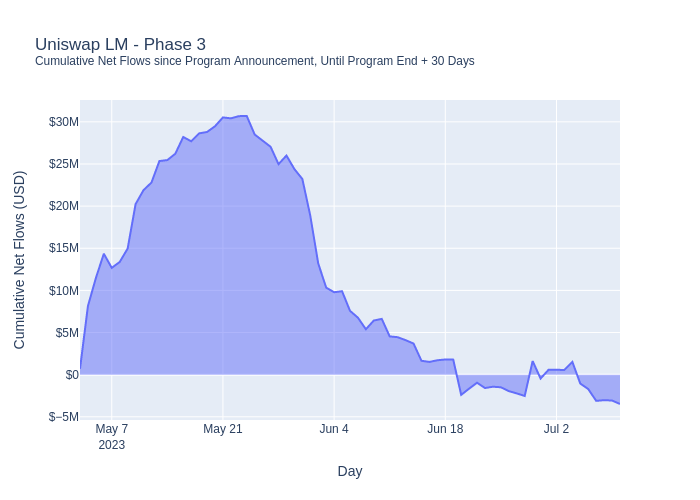 Uniswap LM - Phase 3
Cumulative Net Flows since Program Announcement, Until Program End + 30 Days
Cumulative Net Flows (USD)
$30M
$25M
$20M
$15M
$10M
$5M
$0
$−5M
May 7
2023
May 21
Jun 4
Jun 18
Jul 2
Day